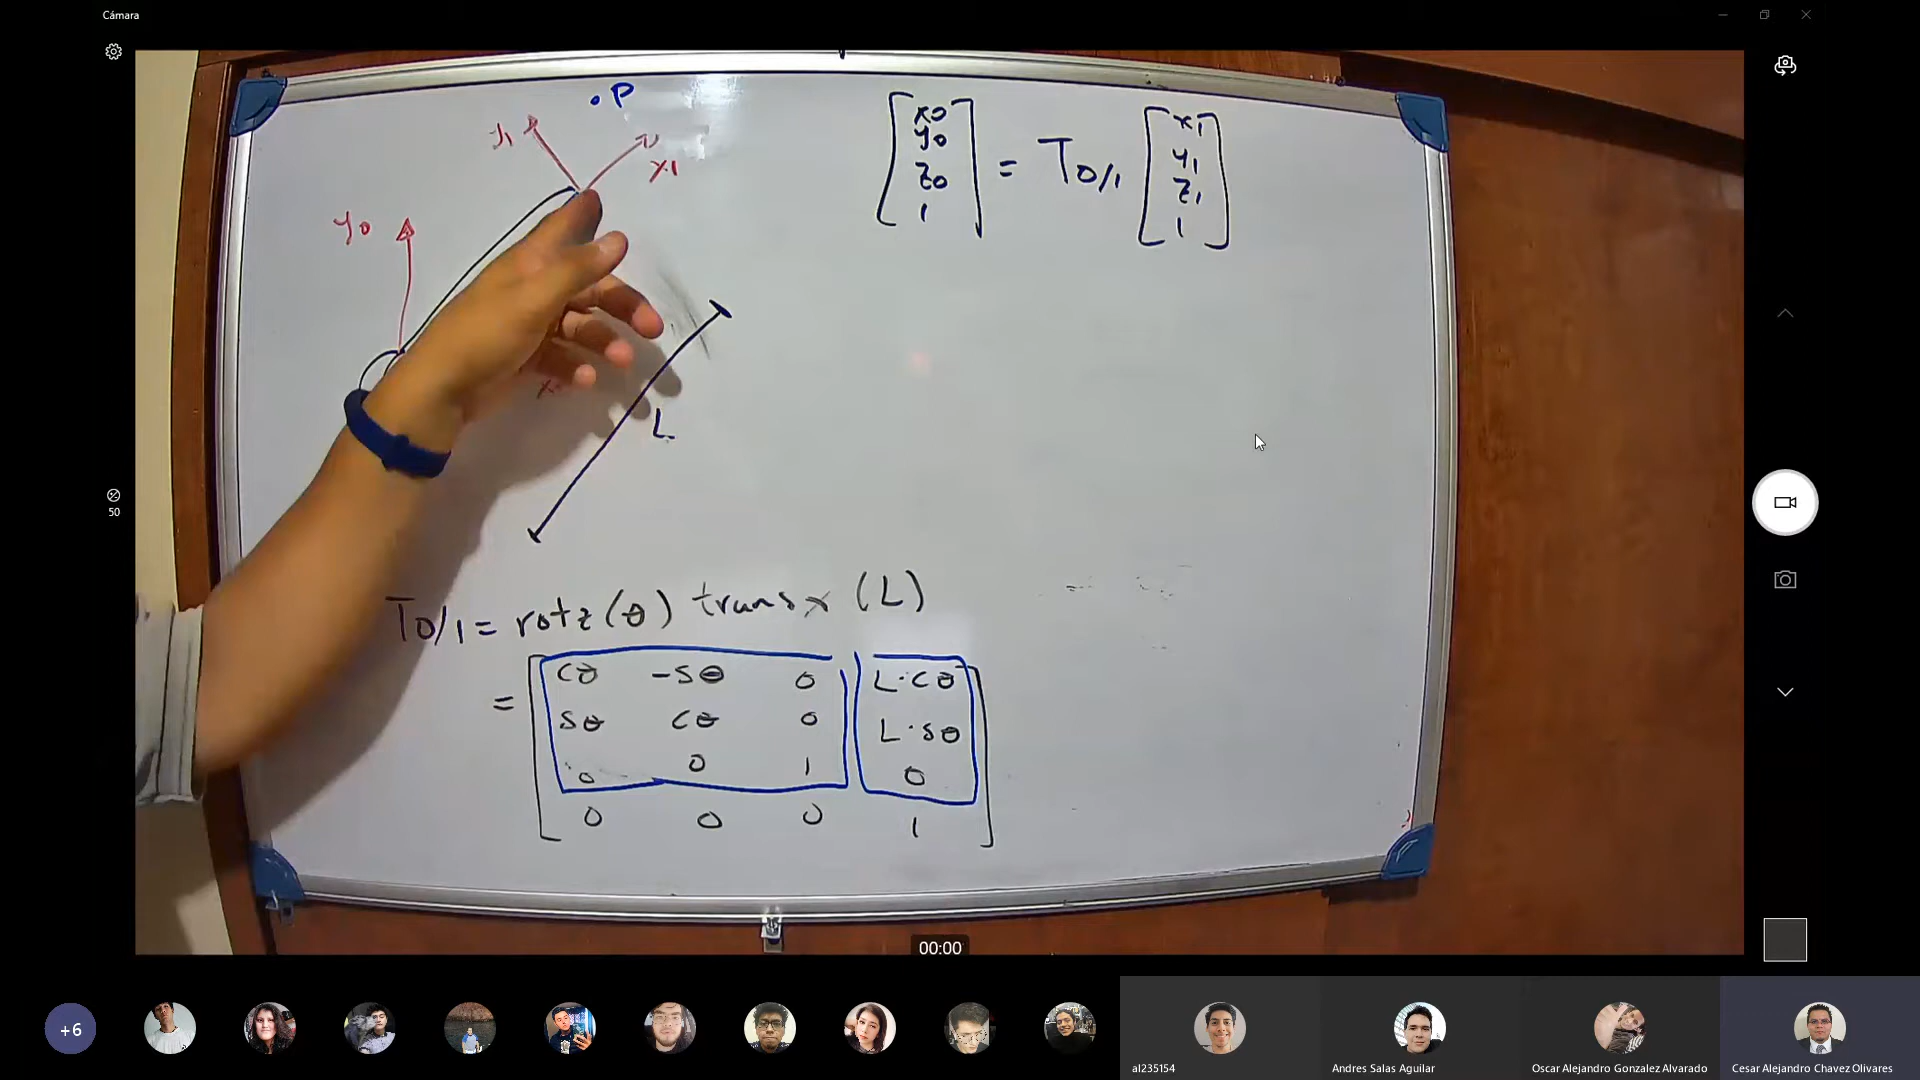 Cámara
. P
y1
x1
y0
L
[x0 y0 z0 1] = T0/1 [x1 y1 z1 1]
T0/1 = rotz(θ) transx (L)
= [cθ -sθ 0 L·cθ
sθ cθ 0 L·sθ
0 0 1 0
0 0 0 1]
50
00:00
+6
al235154
Andres Salas Aguilar
Oscar Alejandro Gonzalez Alvarado
Cesar Alejandro Chavez Olivares